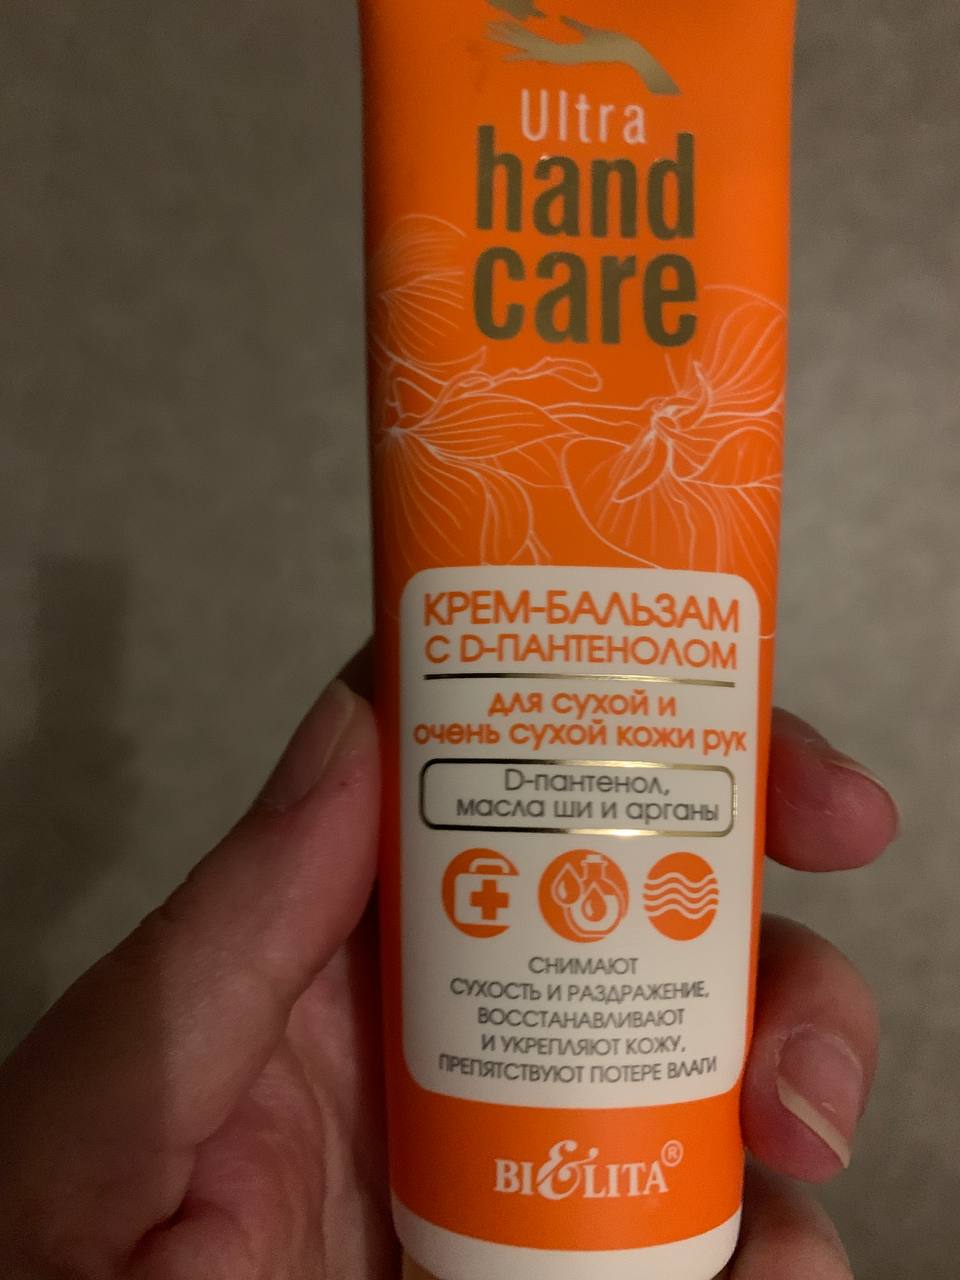 Ultra
hand
care
КРЕМ-БАЛЬЗАМ
С D-ПАНТЕНОЛОМ
для сухой и
очень сухой кожи рук
D-пантенол,
масла ши и арганы
СНИМАЮТ
СУХОСТЬ И РАЗДРАЖЕНИЕ,
ВОССТАНАВЛИВАЮТ
И УКРЕПЛЯЮТ КОЖУ,
ПРЕПЯТСТВУЮТ ПОТЕРЕ ВЛАГИ
BIELITA®